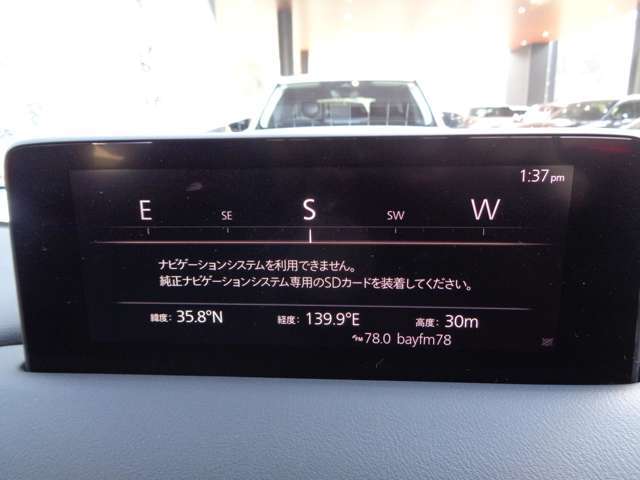 1:37pm
E SE S SW W
ナビゲーションシステムを利用できません。
純正ナビゲーションシステム専用のSDカードを装着してください。
緯度: 35.8°N 経度: 139.9°E 高度: 30m
FM 78.0 bayfm78